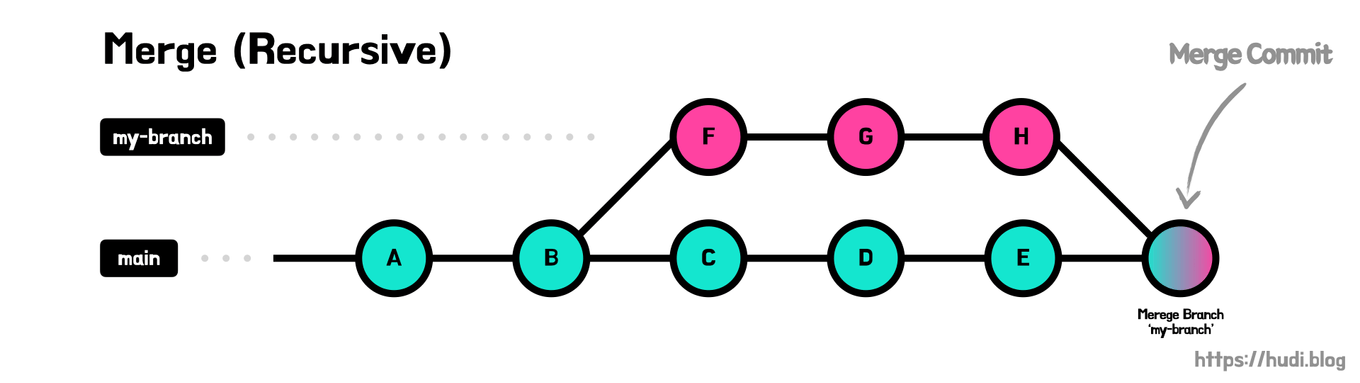 Merge (Recursive)
Merge Commit
my-branch
F
G
H
main
A
B
C
D
E
Merege Branch
'my-branch'
https://hudi.blog